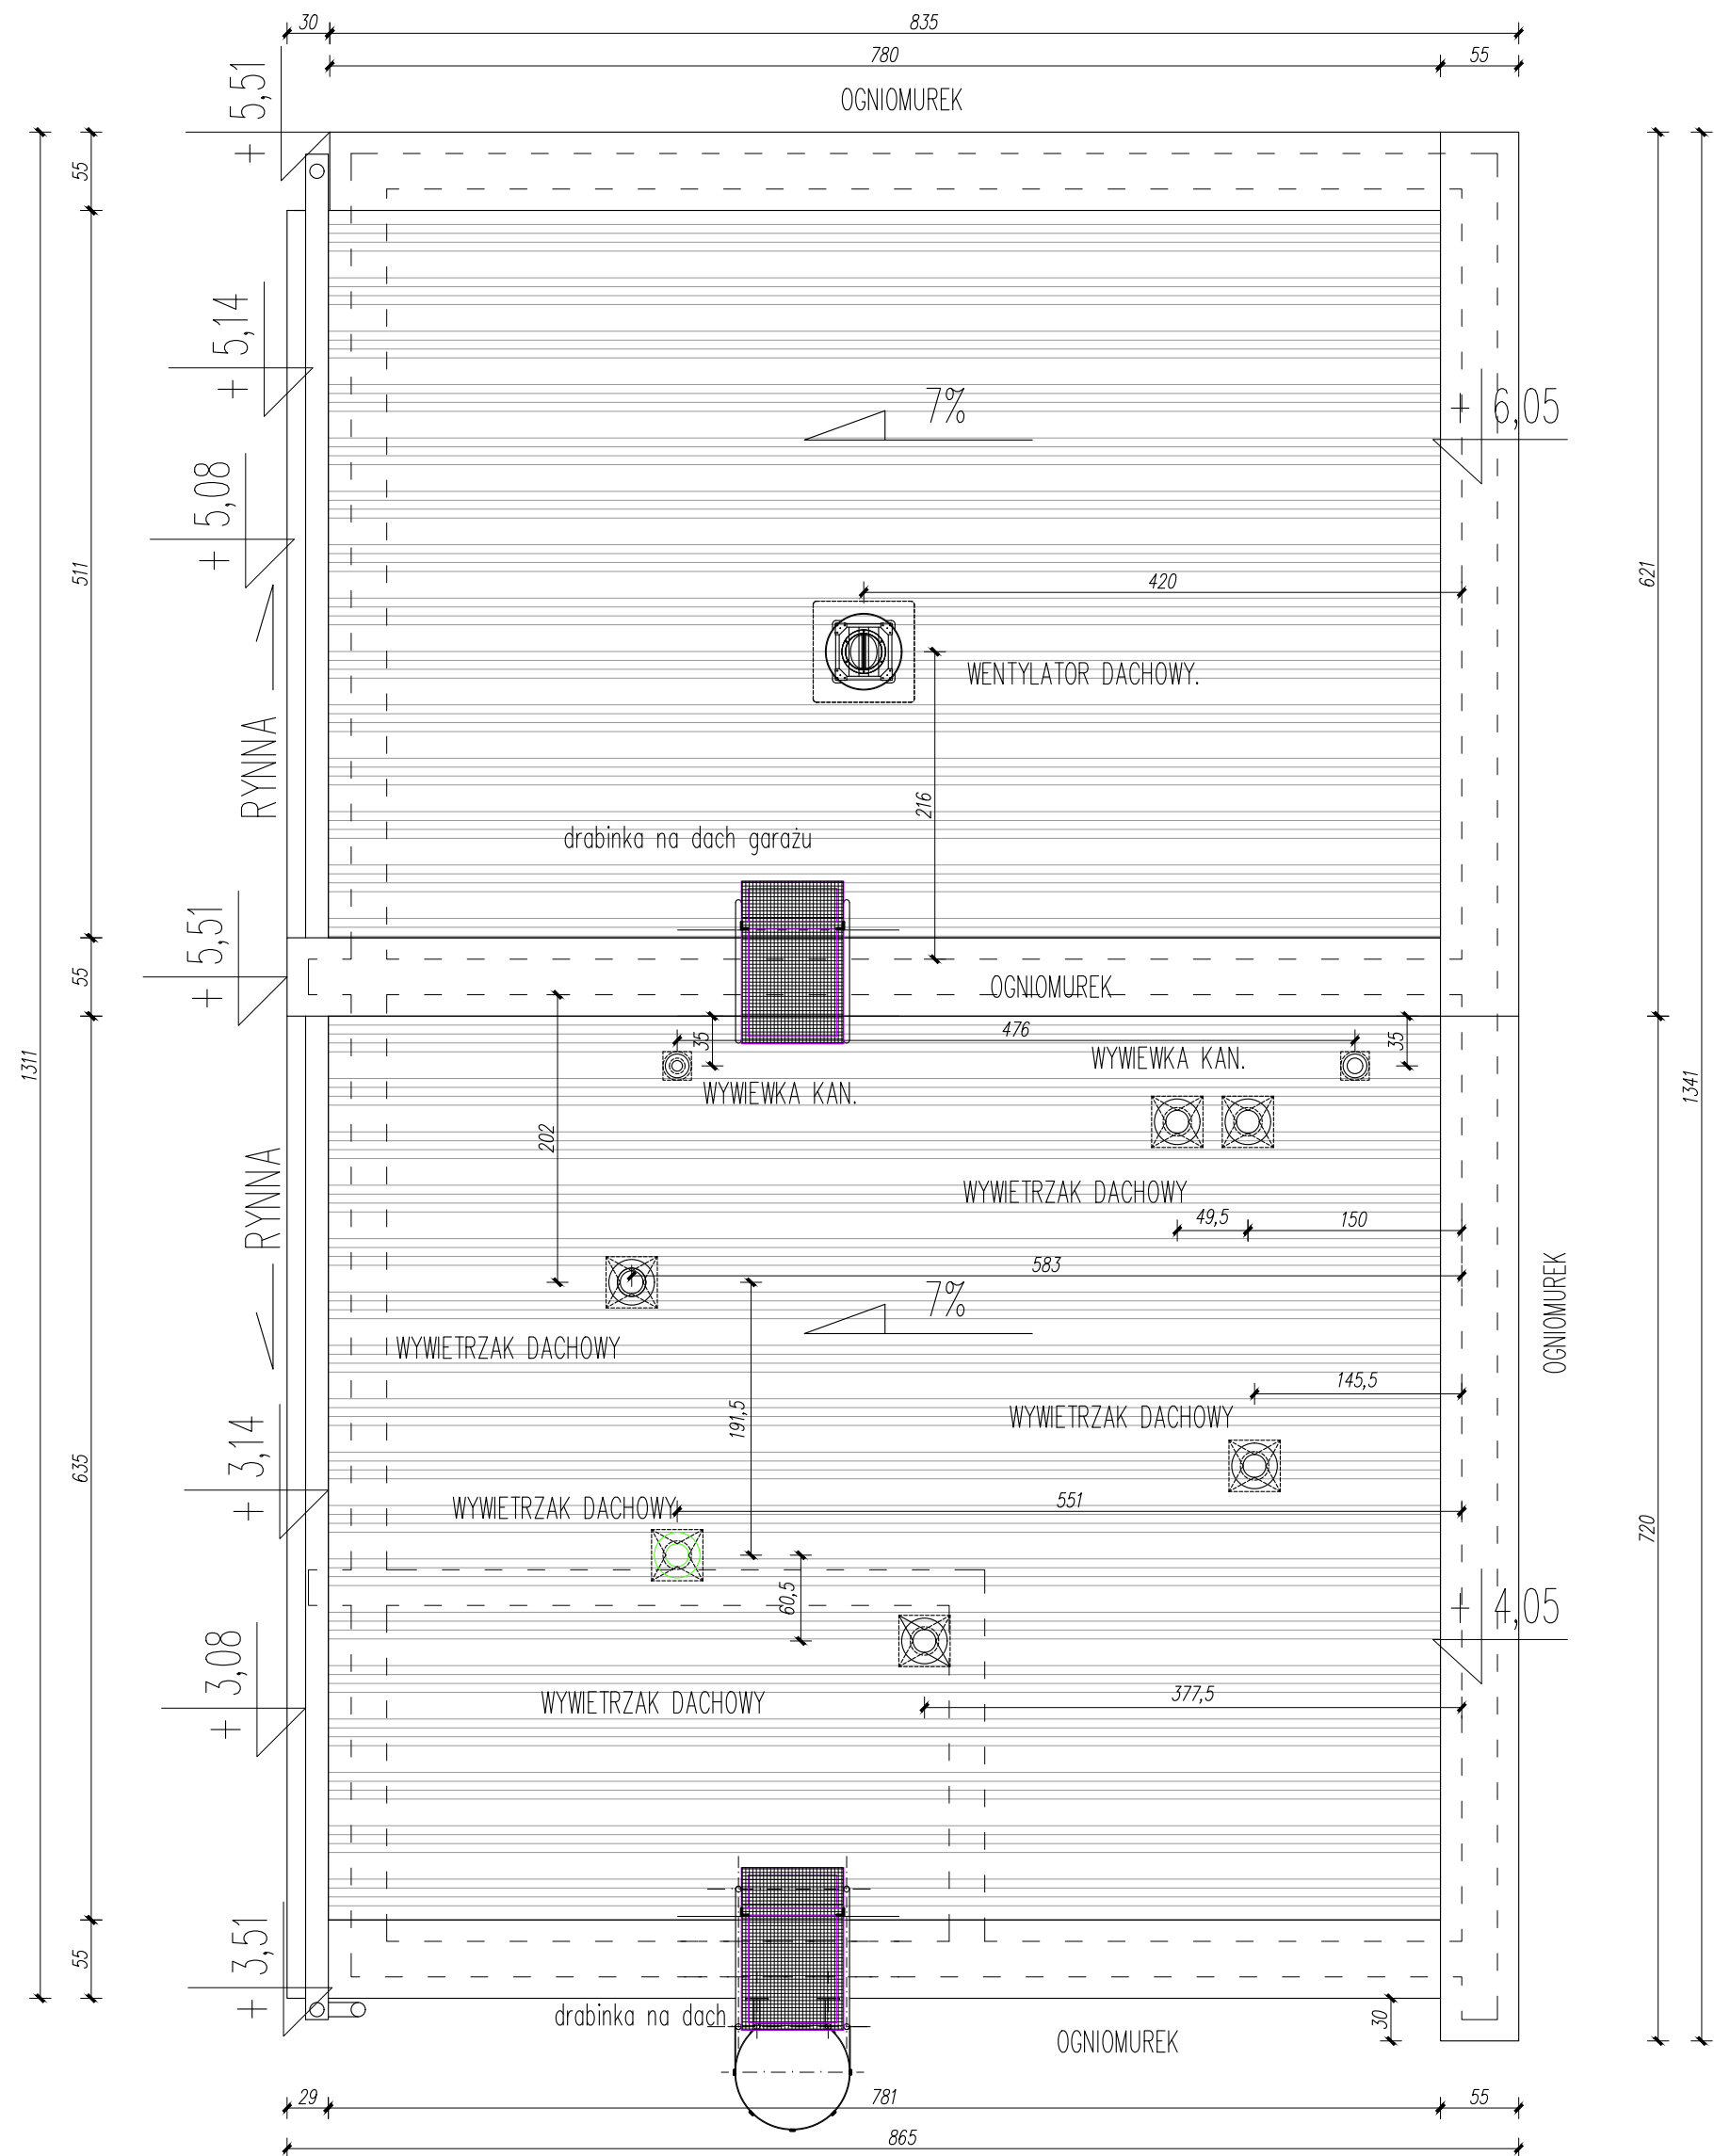 30
835
780
55
OGNIOMUREK
+ 5,51
55
+ 5,14
7%
+ 6,05
+ 5,08
511
621
420
WENTYLATOR DACHOWY.
RYNNA
216
drabinka na dach garażu
+ 5,51
55
OGNIOMUREK
476
35
35
WYWIEWKA KAN.
WYWIEWKA KAN.
1311
1341
202
RYNNA
WYWIETRZAK DACHOWY
49,5
150
583
7%
OGNIOMUREK
WYWIETRZAK DACHOWY
145,5
191,5
WYWIETRZAK DACHOWY
+ 3,14
635
551
WYWIETRZAK DACHOWY
720
60,5
+ 4,05
+ 3,08
377,5
WYWIETRZAK DACHOWY
+ 3,51
55
drabinka na dach
30
OGNIOMUREK
29
781
55
865